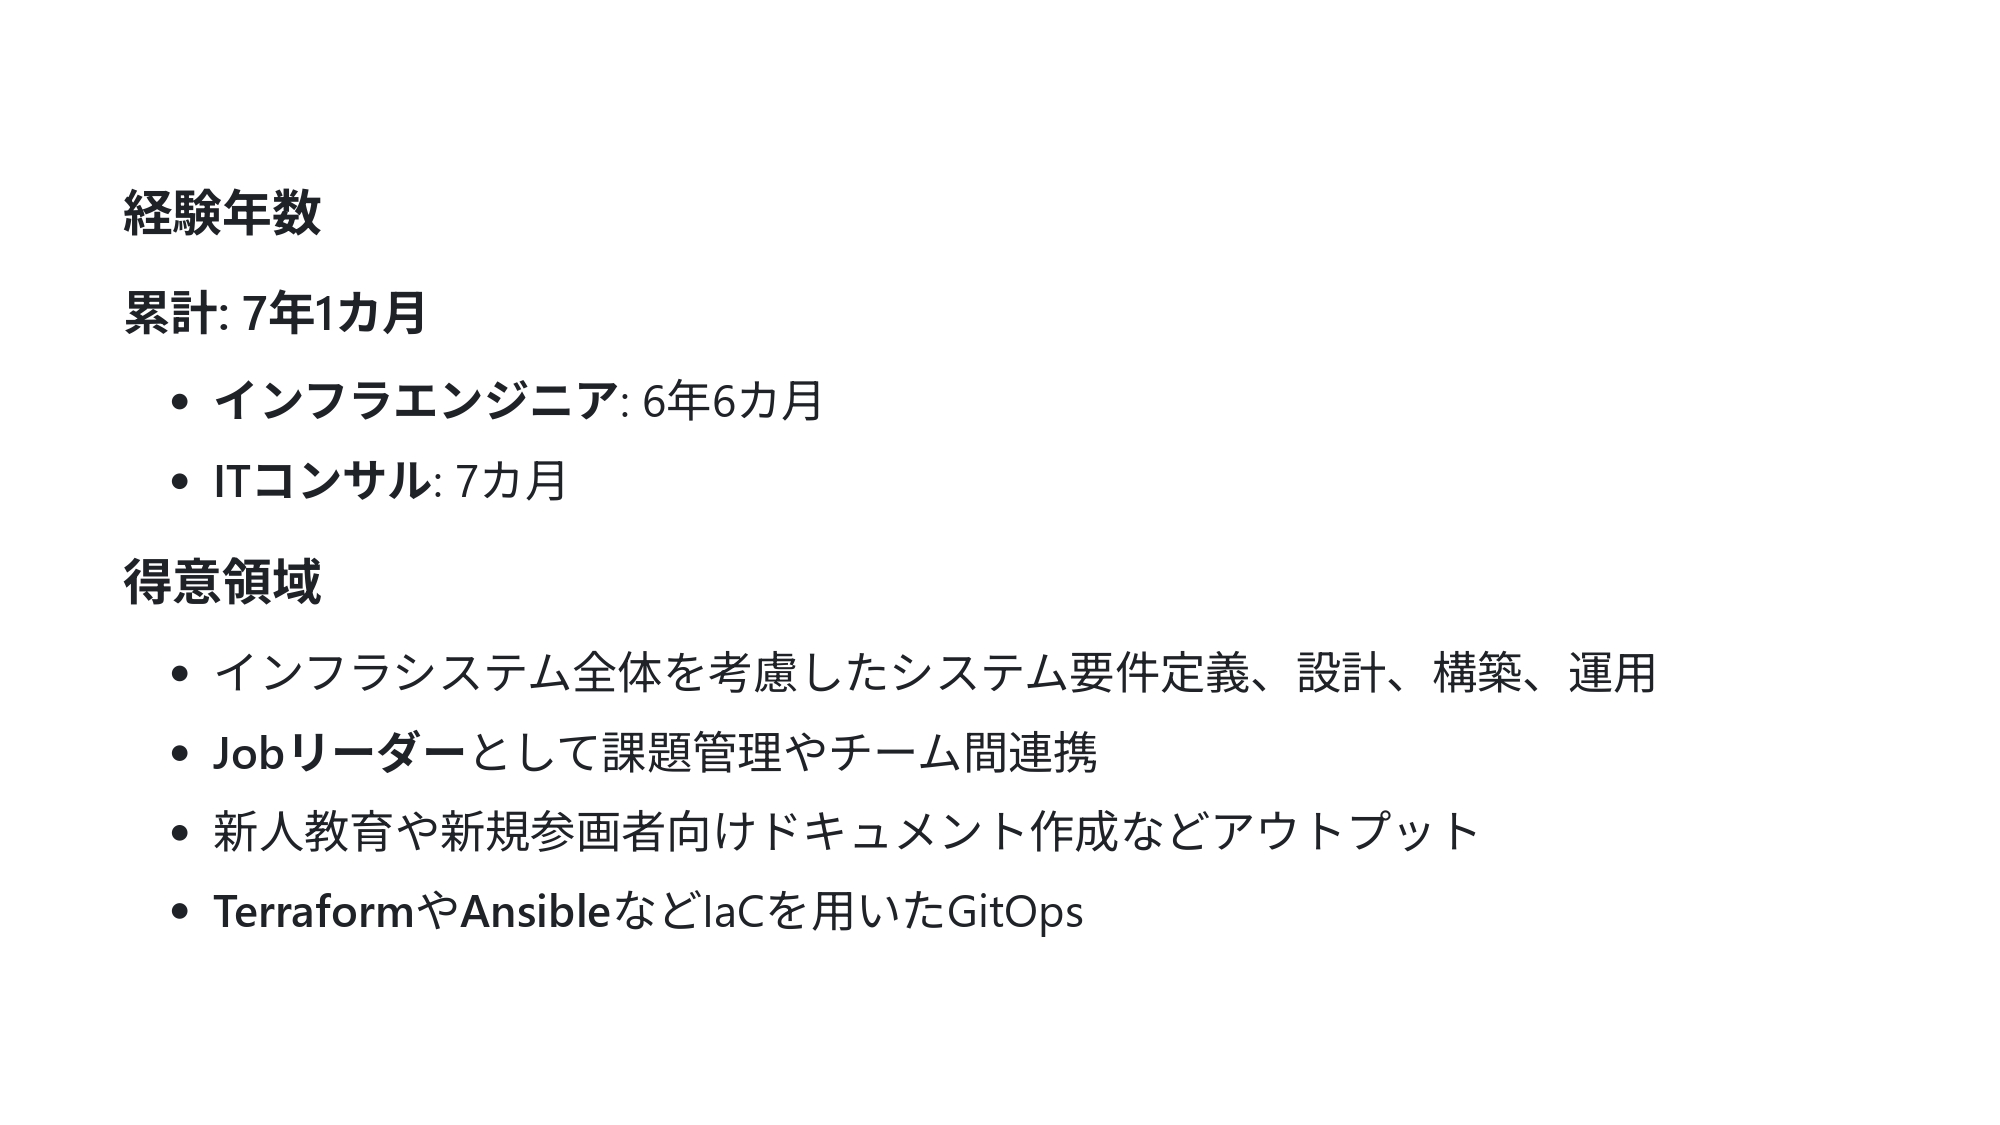 経験年数
累計: 7年1カ月
• インフラエンジニア: 6年6カ月
• ITコンサル: 7カ月
得意領域
• インフラシステム全体を考慮したシステム要件定義、設計、構築、運用
• Jobリーダーとして課題管理やチーム間連携
• 新人教育や新規参画者向けドキュメント作成などアウトプット
• TerraformやAnsibleなどIaCを用いたGitOps